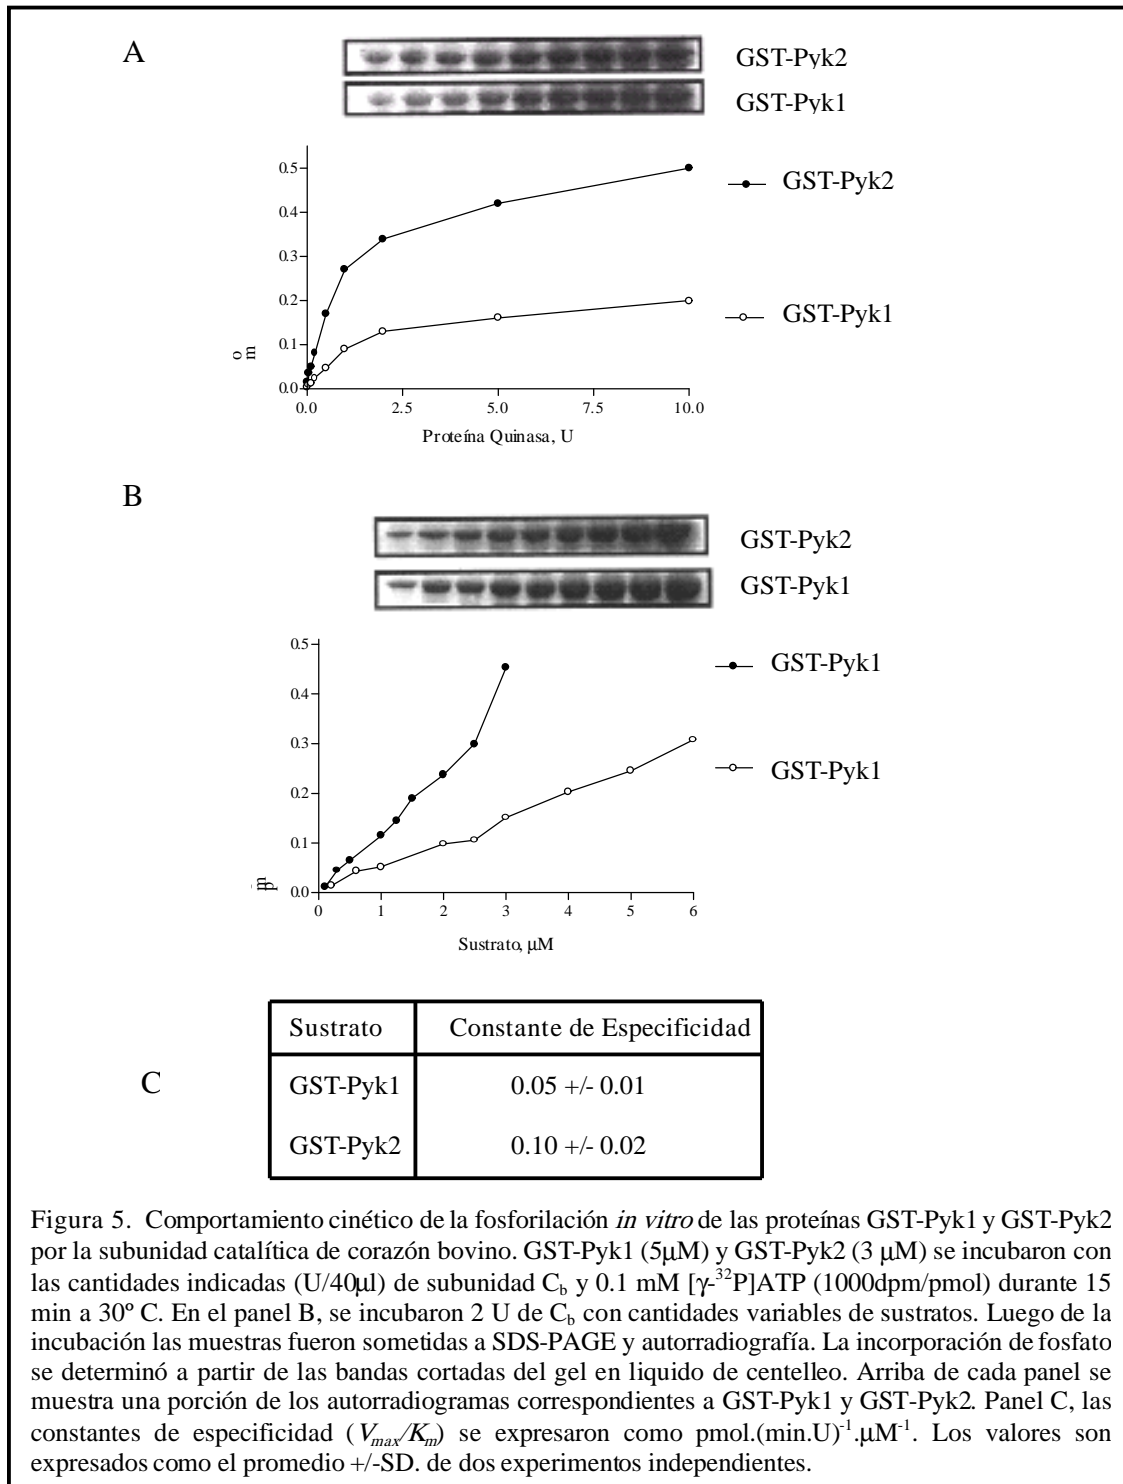 A
GST-Pyk2
GST-Pyk1
0.5
0.4
0.3
0.2
0.1
0.0
GST-Pyk2
GST-Pyk1
o
m
0.0 2.5 5.0 7.5 10.0
Proteína Quinasa, U
B
GST-Pyk2
GST-Pyk1
0.5
0.4
0.3
0.2
0.1
0.0
GST-Pyk1
GST-Pyk1
0 1 2 3 4 5 6
Sustrato, μM
C
Sustrato Constante de Especificidad
GST-Pyk1 0.05 +/- 0.01
GST-Pyk2 0.10 +/- 0.02
Figura 5. Comportamiento cinético de la fosforilación in vitro de las proteínas GST-Pyk1 y GST-Pyk2
por la subunidad catalítica de corazón bovino. GST-Pyk1 (5μM) y GST-Pyk2 (3 μM) se incubaron con
las cantidades indicadas (U/40μl) de subunidad C_b y 0.1 mM [γ-³²P]ATP (1000dpm/pmol) durante 15
min a 30º C. En el panel B, se incubaron 2 U de C_b con cantidades variables de sustratos. Luego de la
incubación las muestras fueron sometidas a SDS-PAGE y autorradiografía. La incorporación de fosfato
se determinó a partir de las bandas cortadas del gel en liquido de centelleo. Arriba de cada panel se
muestra una porción de los autorradiogramas correspondientes a GST-Pyk1 y GST-Pyk2. Panel C, las
constantes de especificidad (V_max/K_m) se expresaron como pmol.(min.U)⁻¹.μM⁻¹. Los valores son
expresados como el promedio +/-SD. de dos experimentos independientes.